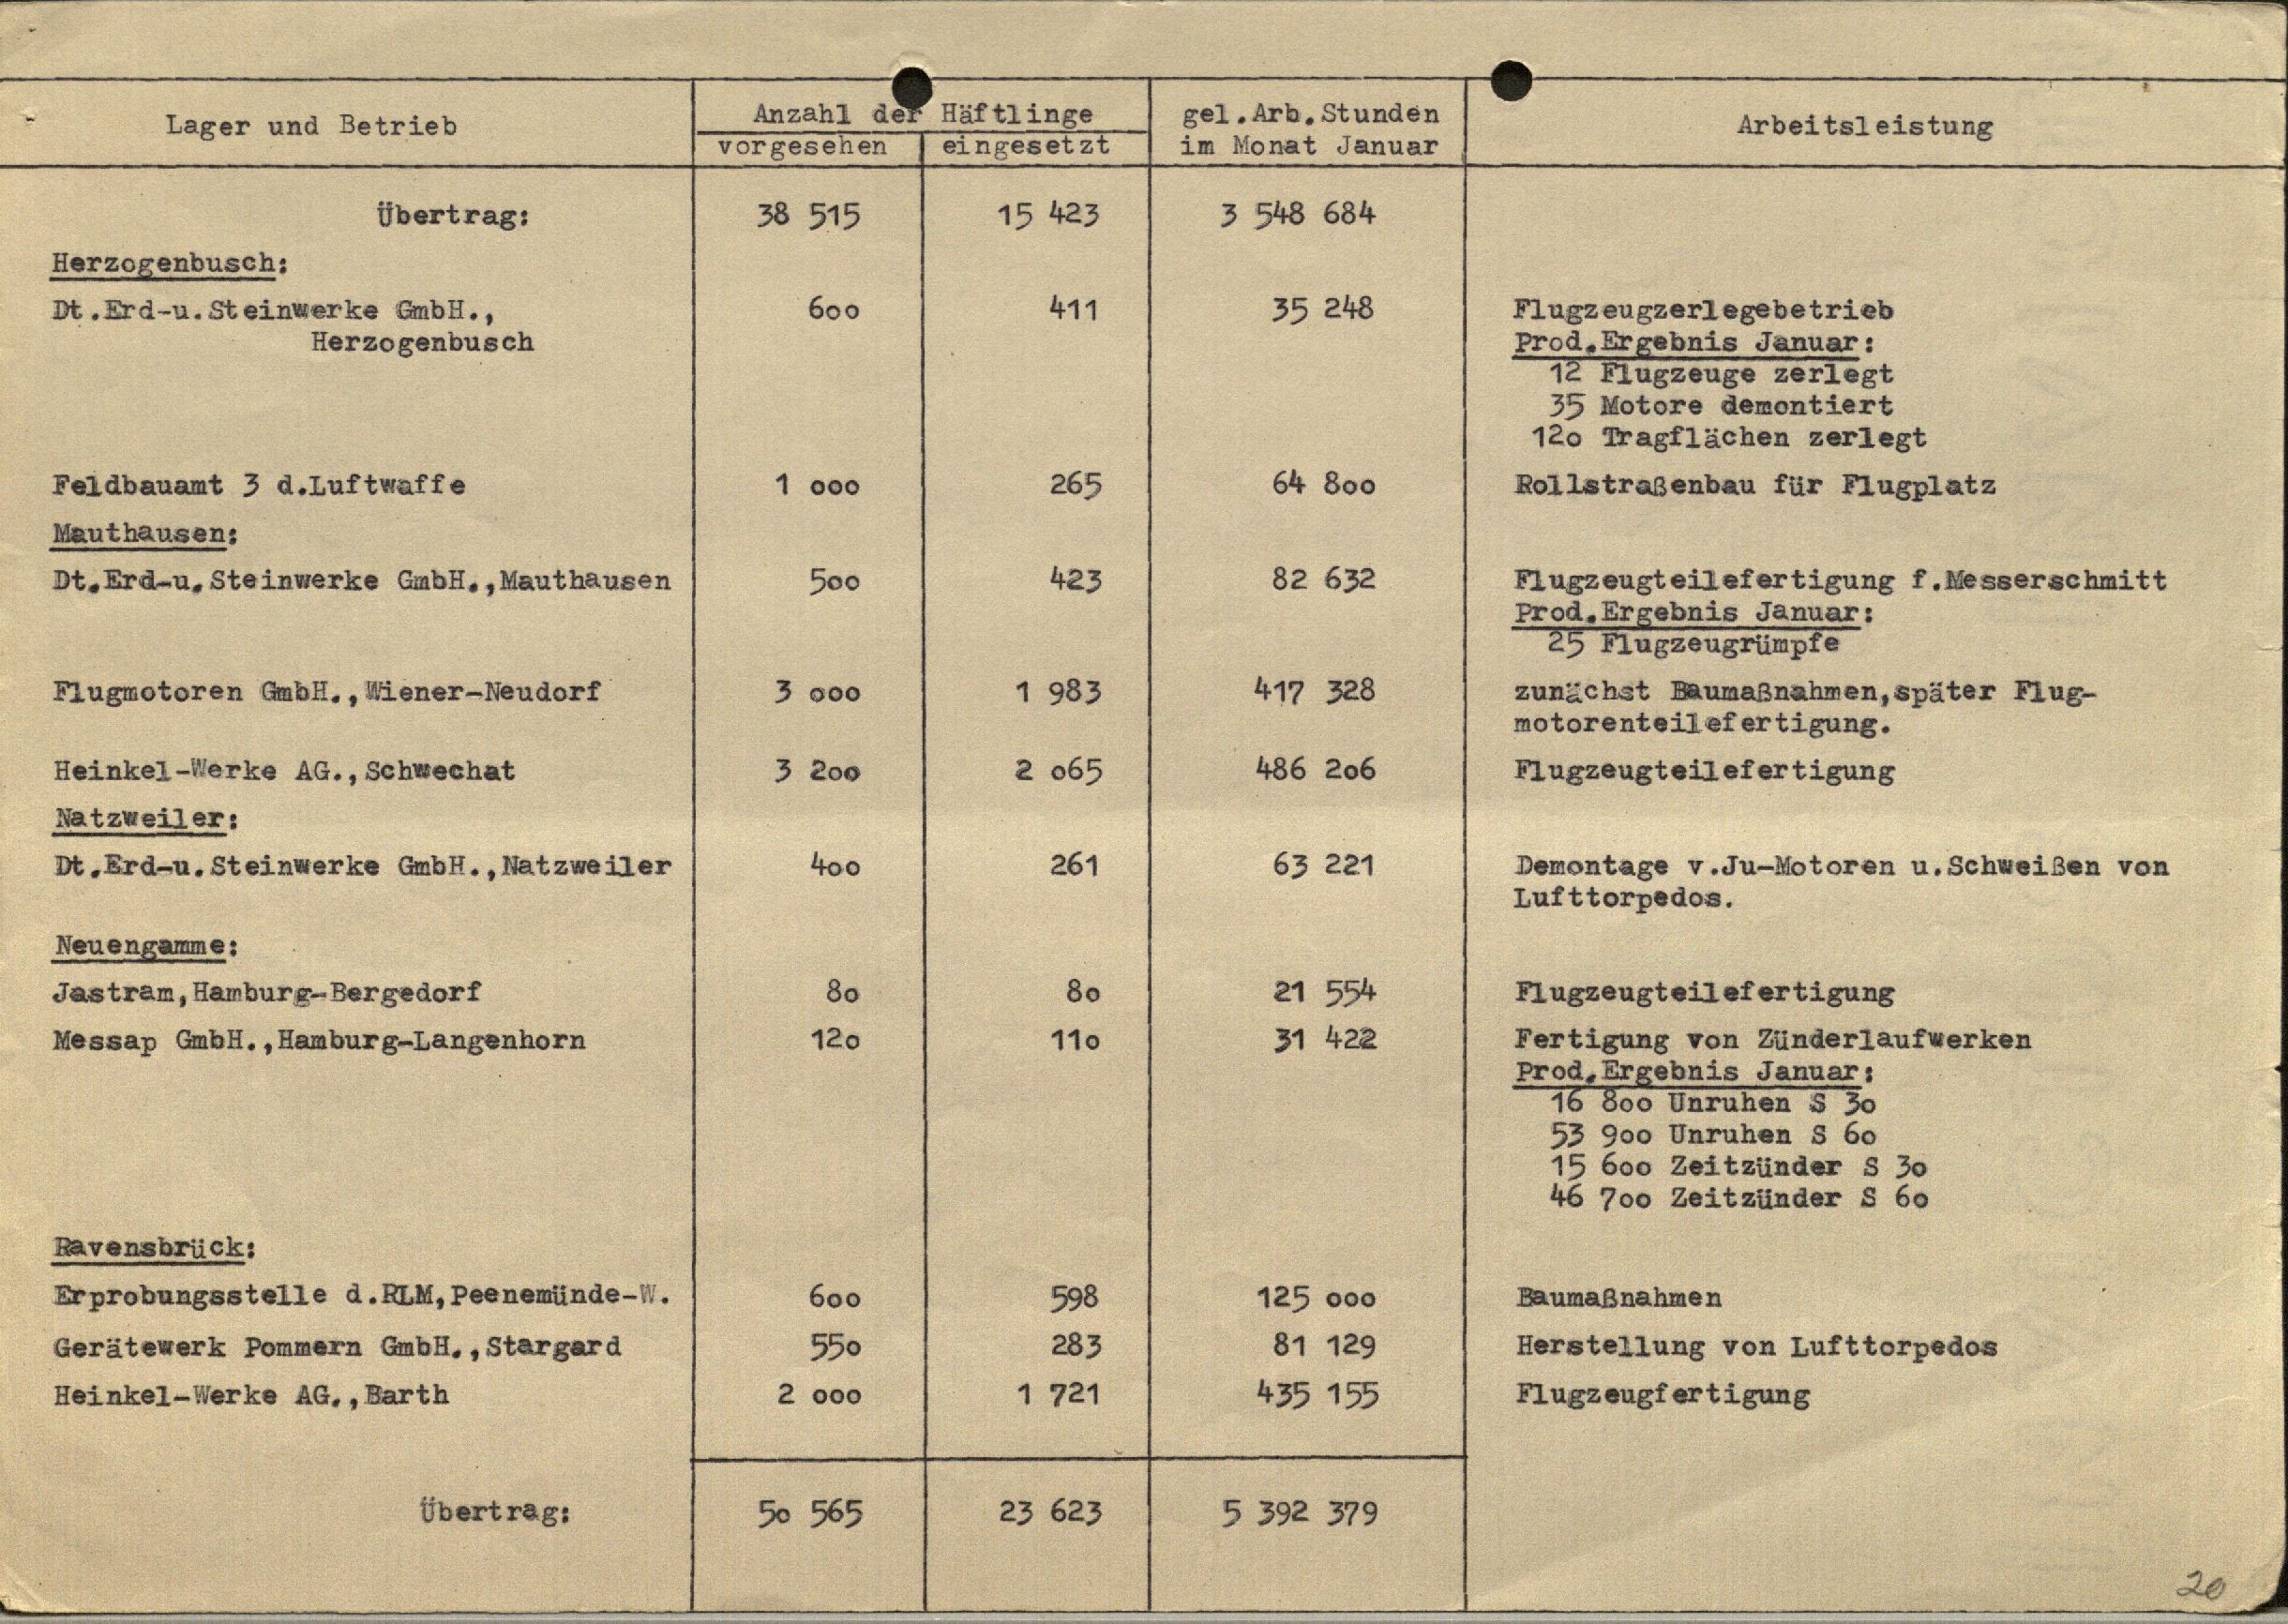 Lager und Betrieb
Anzahl der Häftlinge
vorgesehen eingesetzt
gel.Arb.Stunden
im Monat Januar
Arbeitsleistung
Übertrag: 38 515 15 423 3 548 684
Herzogenbusch:
Dt.Erd-u.Steinwerke GmbH., 600 411 35 248 Flugzeugzerlegebetrieb
Herzogenbusch Prod.Ergebnis Januar:
12 Flugzeuge zerlegt
35 Motore demontiert
120 Tragflächen zerlegt
Feldbauamt 3 d.Luftwaffe 1 000 265 64 800 Rollstraßenbau für Flugplatz
Mauthausen:
Dt.Erd-u.Steinwerke GmbH.,Mauthausen 500 423 82 632 Flugzeugteilefertigung f.Messerschmitt
Prod.Ergebnis Januar:
25 Flugzeugrümpfe
Flugmotoren GmbH.,Wiener-Neudorf 3 000 1 983 417 328 zunächst Baumaßnahmen,später Flug-
motorenteilefertigung.
Heinkel-Werke AG.,Schwechat 3 200 2 065 486 206 Flugzeugteilefertigung
Natzweiler:
Dt.Erd-u.Steinwerke GmbH.,Natzweiler 400 261 63 221 Demontage v.Ju-Motoren u.Schweißen von
Lufttorpedos.
Neuengamme:
Jastram,Hamburg-Bergedorf 80 80 21 554 Flugzeugteilefertigung
Messap GmbH.,Hamburg-Langenhorn 120 110 31 422 Fertigung von Zünderlaufwerken
Prod.Ergebnis Januar:
16 800 Unruhen S 30
53 900 Unruhen S 60
15 600 Zeitzünder S 30
46 700 Zeitzünder S 60
Ravensbrück:
Erprobungsstelle d.RLM,Peenemünde-W. 600 598 125 000 Baumaßnahmen
Gerätewerk Pommern GmbH.,Stargard 550 283 81 129 Herstellung von Lufttorpedos
Heinkel-Werke AG.,Barth 2 000 1 721 435 155 Flugzeugfertigung
Übertrag: 50 565 23 623 5 392 379
20